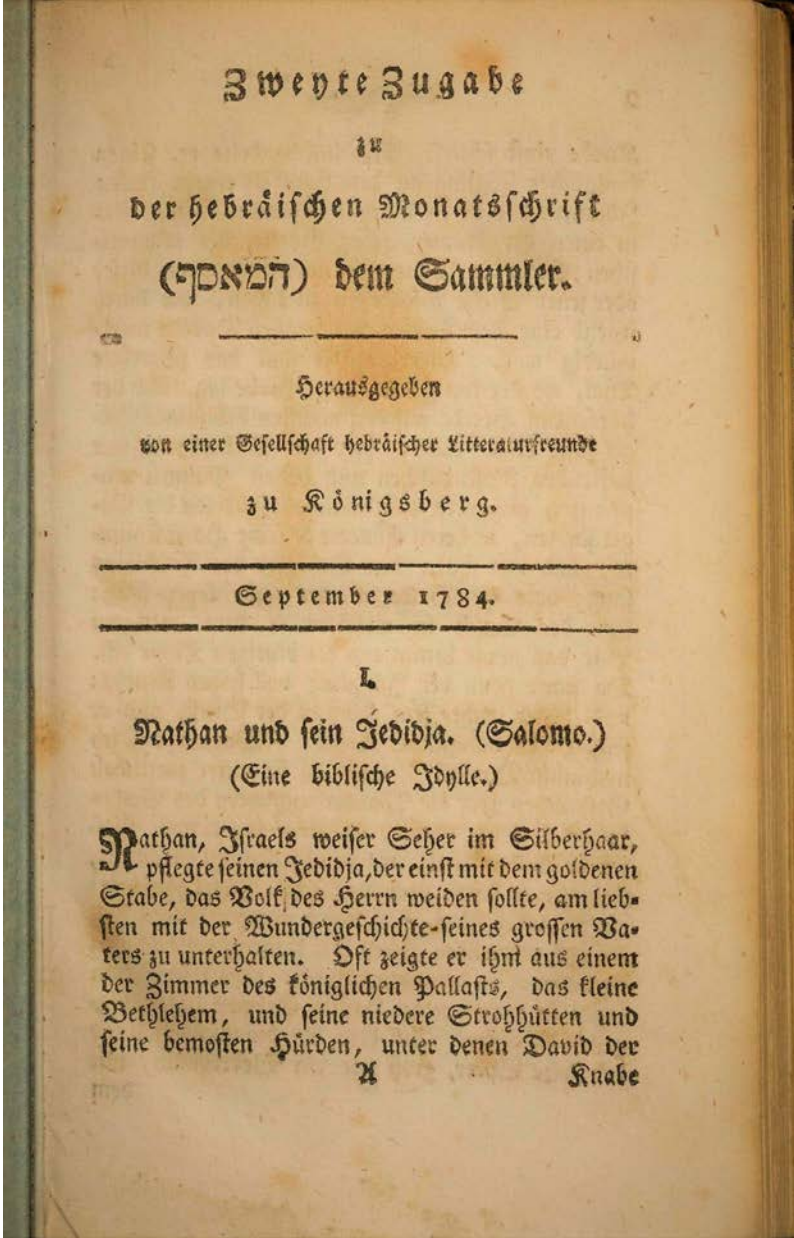 Zweyte Zugabe
zu
der hebräischen Monatsschrift
(המאסף) dem Sammler.
Herausgegeben
von einer Gesellschaft hebräischer Litteraturfreunde
zu Königsberg.
September 1784.
I.
Nathan und sein Jedidja. (Salomo.)
(Eine biblische Idylle.)
Nathan, Israels weiser Seher im Silberhaar,
pflegte seinen Jedidja, der einst mit dem goldenen
Stabe, das Volk des Herrn weiden sollte, am lieb-
sten mit der Wundergeschichte seines grossen Va-
ters zu unterhalten. Oft zeigte er ihm aus einem
der Zimmer des königlichen Pallasts, das kleine
Bethlehem, und seine niedere Strohhütten und
seine bemosten Hürden, unter denen David der
A Knabe